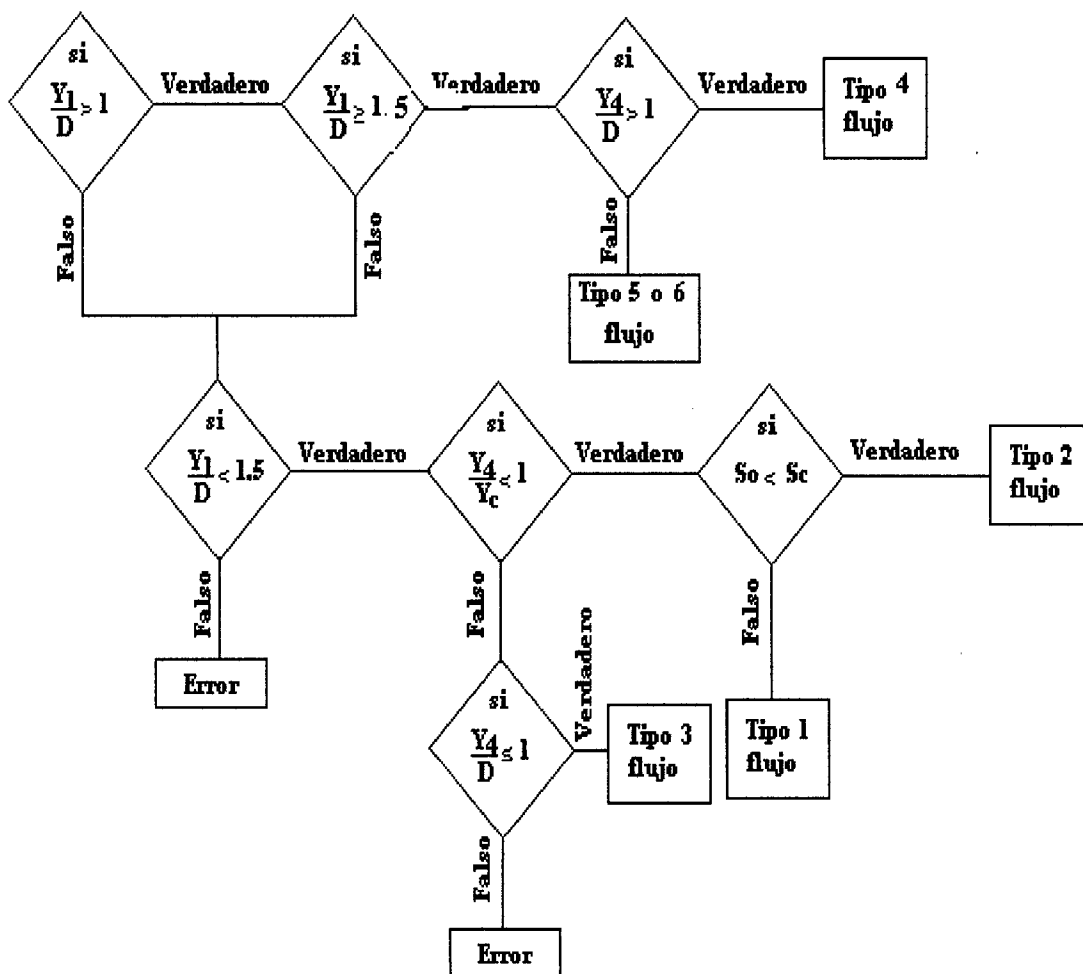 si
Y1/D > 1
Verdadero
si
Y1/D ≥ 1.5
Verdadero
si
Y4/D > 1
Verdadero
Tipo 4
flujo
Falso
Falso
Falso
Tipo 5 o 6
flujo
si
Y1/D < 1.5
Verdadero
si
Y4/Yc < 1
Verdadero
si
So < Sc
Verdadero
Tipo 2
flujo
Falso
Falso
Falso
Error
si
Y4/D ≤ 1
Verdadero
Tipo 3
flujo
Tipo 1
flujo
Falso
Error